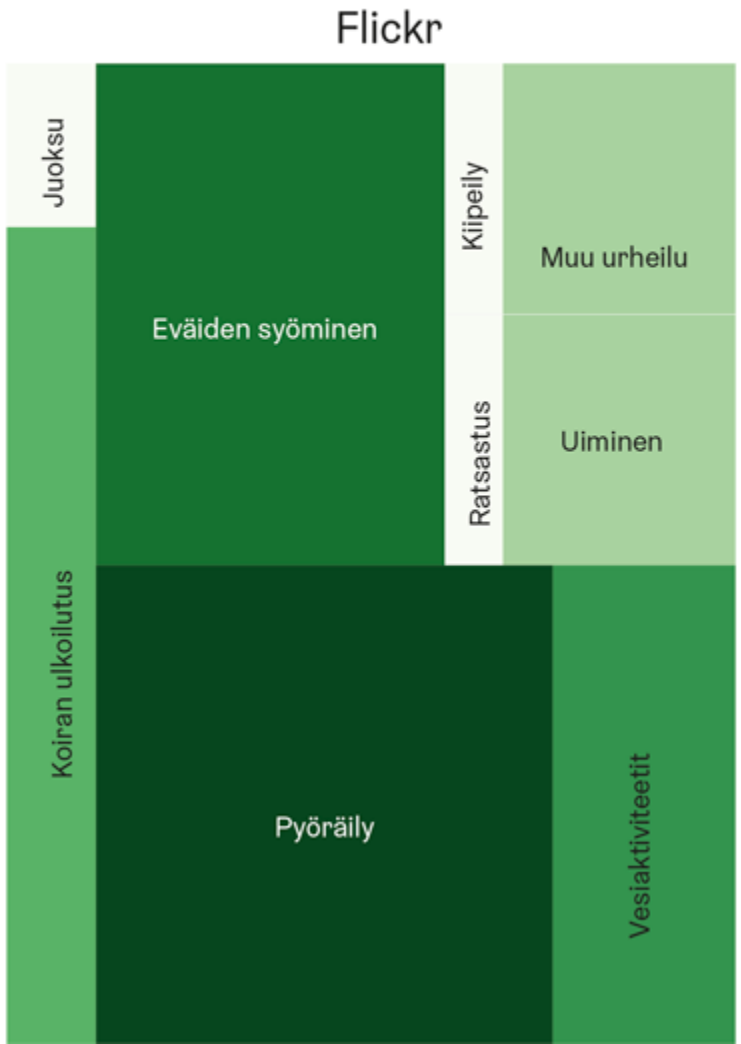 Flickr
Juoksu
Eväiden syöminen
Kiipeily
Muu urheilu
Ratsastus
Uiminen
Koiran ulkoilutus
Pyöräily
Vesiaktiviteetit